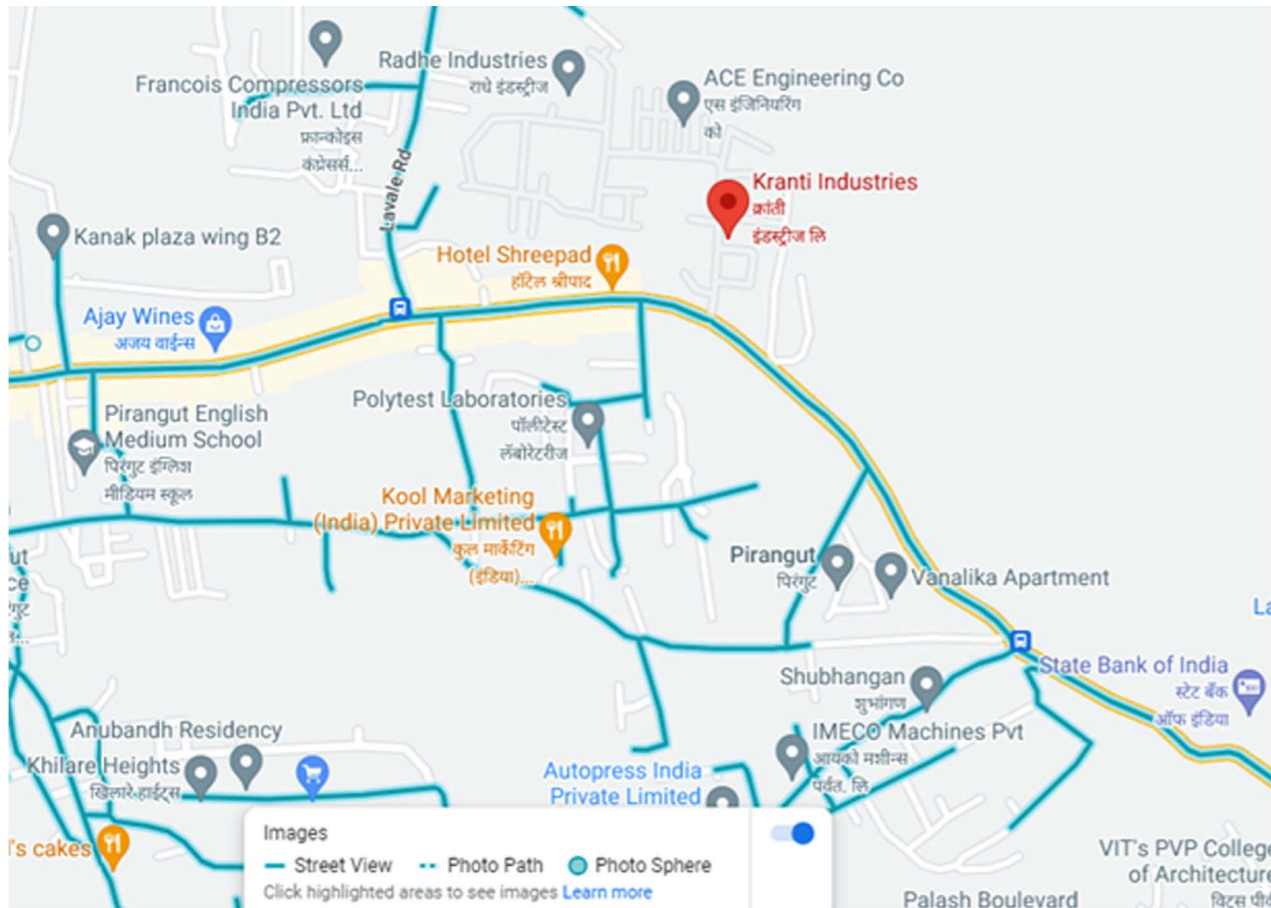 Francois Compressors
India Pvt. Ltd
फ्रान्कोइस
कंप्रेसर्स...
Radhe Industries
राधे इंडस्ट्रीज
ACE Engineering Co
एस इंजिनियरिंग
को
Lavale Rd
Kranti Industries
क्रांती
इंडस्ट्रीज लि
Kanak plaza wing B2
Hotel Shreepad
हॉटेल श्रीपाद
Ajay Wines
अजय वाईन्स
Pirangut English
Medium School
पिरंगुट इंग्लिश
मीडियम स्कूल
Polytest Laboratories
पॉलीटेस्ट
लॅबोरेटरीज
Kool Marketing
(India) Private Limited
कुल मार्केटिंग
(इंडिया)...
Pirangut
पिरंगुट
Vanalika Apartment
Shubhangan
शुभांगण
State Bank of India
स्टेट बँक
ऑफ इंडिया
IMECO Machines Pvt
आयको मशीन्स
पर्वत. लि
Anubandh Residency
Khilare Heights
खिलारे हाईट्स
Autopress India
Private Limited
l's cakes
VIT's PVP College
of Architecture
Palash Boulevard
Images
Street View
Photo Path
Photo Sphere
Click highlighted areas to see images Learn more